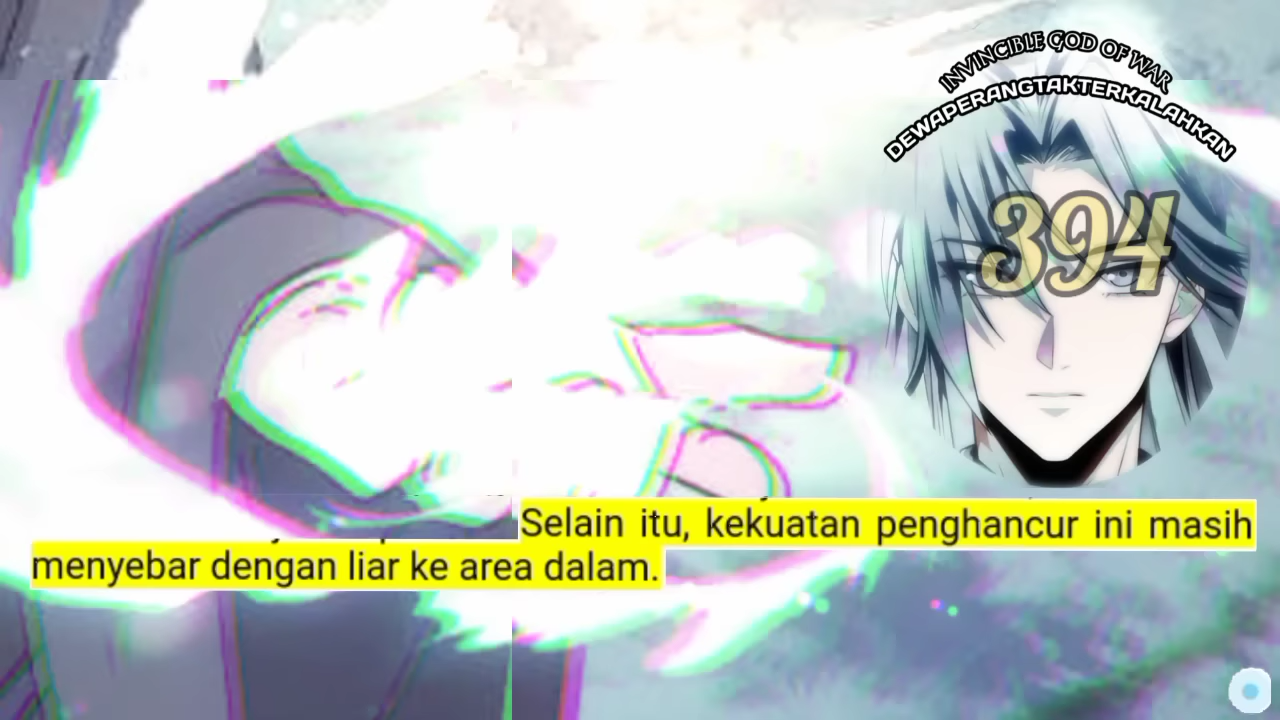 INVINCIBLE GOD OF WAR
DEWAPERANGTAKTERKALAHKAN
394
Selain itu, kekuatan penghancur ini masih
menyebar dengan liar ke area dalam.